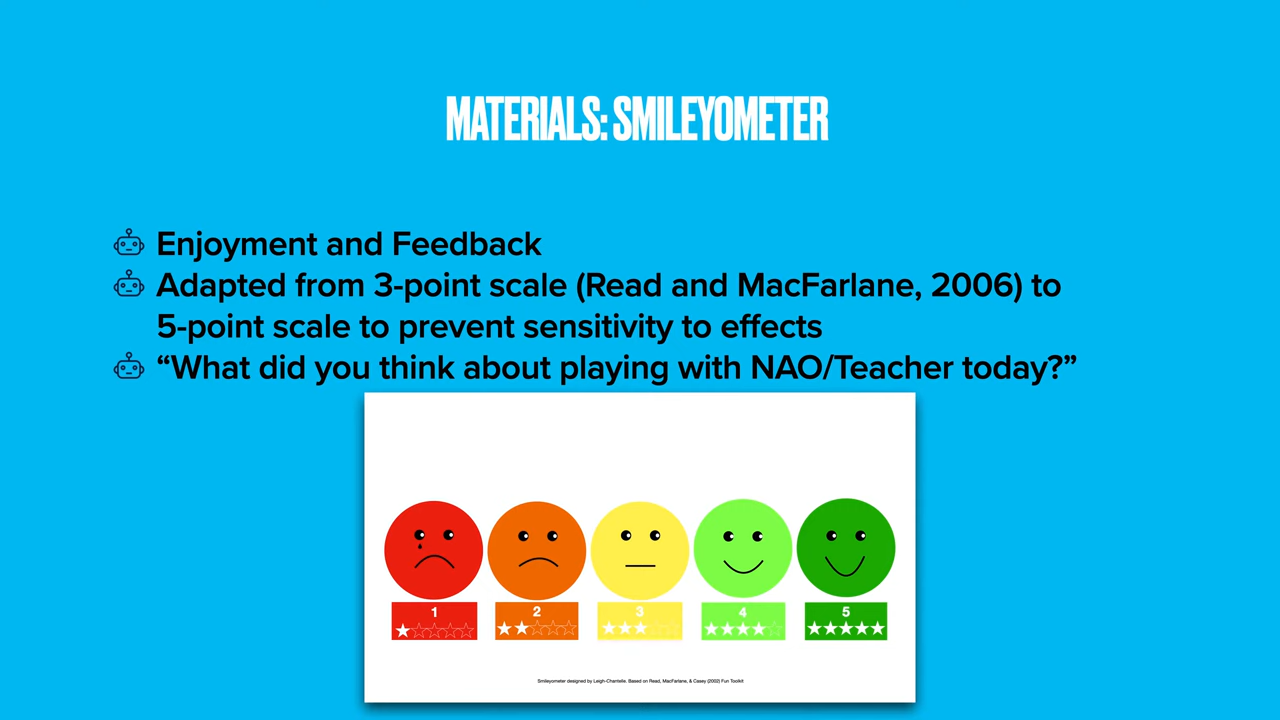 MATERIALS: SMILEYOMETER
Enjoyment and Feedback
Adapted from 3-point scale (Read and MacFarlane, 2006) to
5-point scale to prevent sensitivity to effects
“What did you think about playing with NAO/Teacher today?”
1 2 3 4 5
Smileyometer designed by Leigh-Chantelle. Based on Read, MacFarlane, & Casey (2002) Fun Toolkit